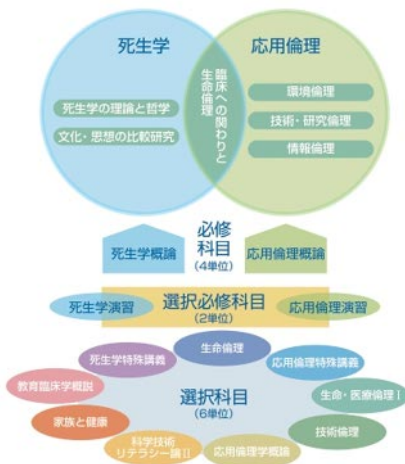 死生学
応用倫理
臨床への関わりと
生命倫理
死生学の理論と哲学
文化・思想の比較研究
環境倫理
技術・研究倫理
情報倫理
必修
科目
(4単位)
死生学概論
応用倫理概論
死生学演習
選択必修科目
(2単位)
応用倫理演習
生命倫理
死生学特殊講義
応用倫理特殊講義
教育臨床学概説
選択科目
(6単位)
生命・医療倫理Ⅰ
家族と健康
技術倫理
科学技術
リテラシー論Ⅱ
応用倫理学概論